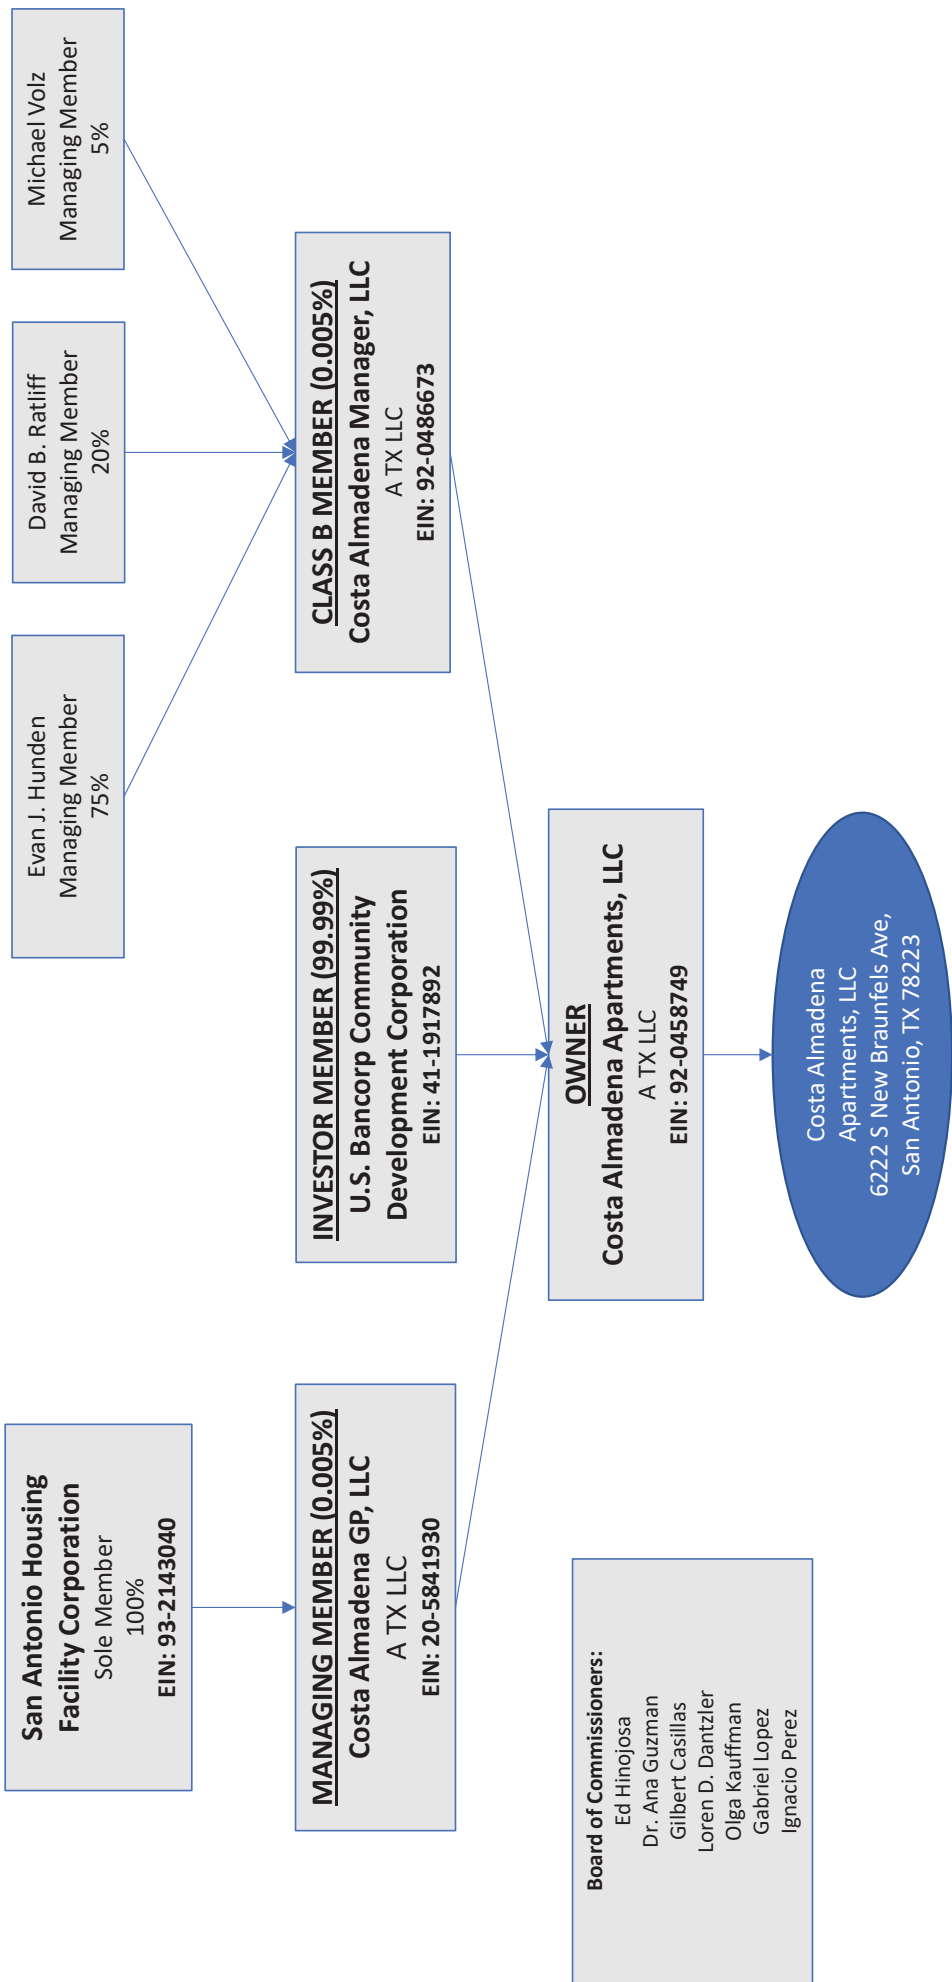 San Antonio Housing
Facility Corporation
Sole Member
100%
EIN: 93-2143040
Evan J. Hunden
Managing Member
75%
David B. Ratliff
Managing Member
20%
Michael Volz
Managing Member
5%
MANAGING MEMBER (0.005%)
Costa Almadena GP, LLC
A TX LLC
EIN: 20-5841930
INVESTOR MEMBER (99.99%)
U.S. Bancorp Community
Development Corporation
EIN: 41-1917892
CLASS B MEMBER (0.005%)
Costa Almadena Manager, LLC
A TX LLC
EIN: 92-0486673
OWNER
Costa Almadena Apartments, LLC
A TX LLC
EIN: 92-0458749
Board of Commissioners:
Ed Hinojosa
Dr. Ana Guzman
Gilbert Casillas
Loren D. Dantzler
Olga Kauffman
Gabriel Lopez
Ignacio Perez
Costa Almadena
Apartments, LLC
6222 S New Braunfels Ave,
San Antonio, TX 78223